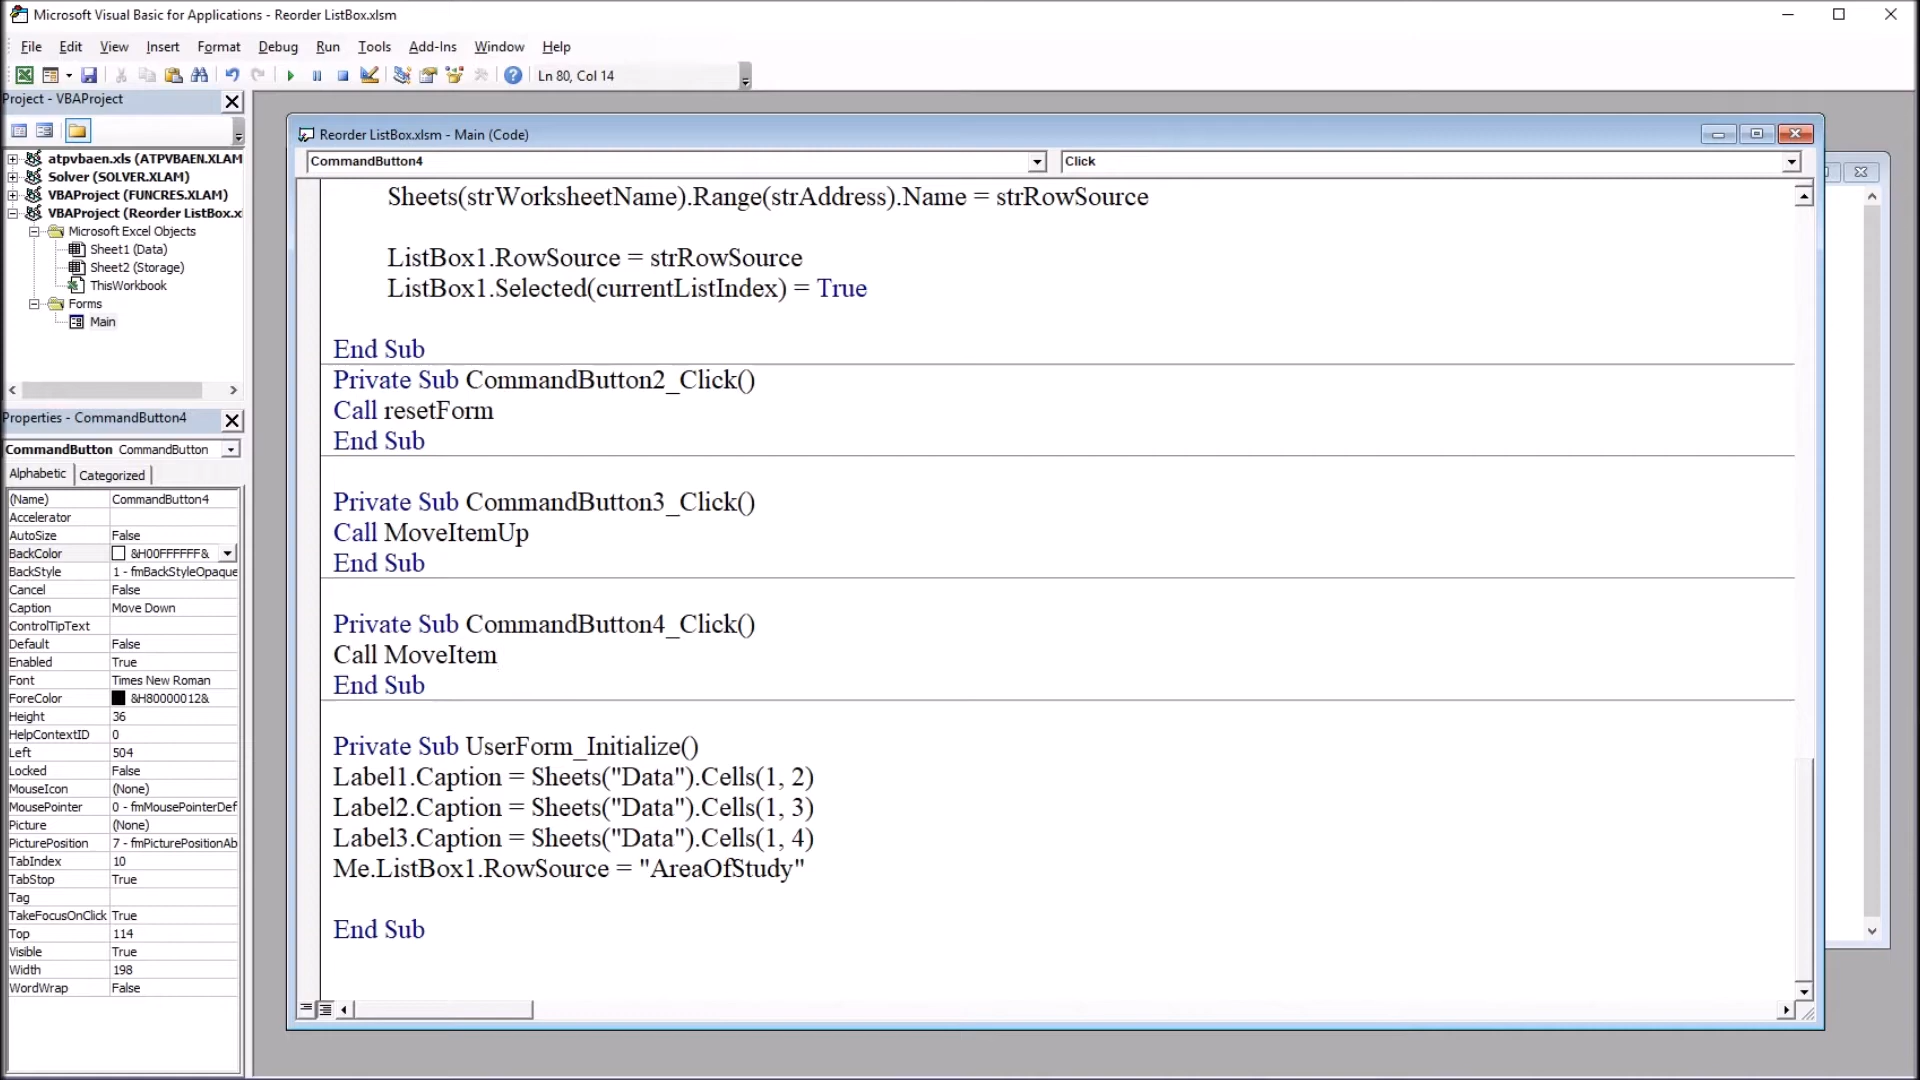 Microsoft Visual Basic for Applications - Reorder ListBox.xlsm
File Edit View Insert Format Debug Run Tools Add-Ins Window Help
Ln 80, Col 14
Project - VBAProject
atpvbaen.xls (ATPVBAEN.XLAM
Solver (SOLVER.XLAM)
VBAProject (FUNCRES.XLAM)
VBAProject (Reorder ListBox.x
Microsoft Excel Objects
Sheet1 (Data)
Sheet2 (Storage)
ThisWorkbook
Forms
Main
Properties - CommandButton4
CommandButton CommandButton
Alphabetic Categorized
(Name) CommandButton4
Accelerator
AutoSize False
BackColor &H00FFFFFF&
BackStyle 1 - fmBackStyleOpaque
Cancel False
Caption Move Down
ControlTipText
Default False
Enabled True
Font Times New Roman
ForeColor &H80000012&
Height 36
HelpContextID 0
Left 504
Locked False
MouseIcon (None)
MousePointer 0 - fmMousePointerDef
Picture (None)
PicturePosition 7 - fmPicturePositionAb
TabIndex 10
TabStop True
Tag
TakeFocusOnClick True
Top 114
Visible True
Width 198
WordWrap False
Reorder ListBox.xlsm - Main (Code)
CommandButton4 Click
Sheets(strWorksheetName).Range(strAddress).Name = strRowSource
ListBox1.RowSource = strRowSource
ListBox1.Selected(currentListIndex) = True
End Sub
Private Sub CommandButton2_Click()
Call resetForm
End Sub
Private Sub CommandButton3_Click()
Call MoveItemUp
End Sub
Private Sub CommandButton4_Click()
Call MoveItem
End Sub
Private Sub UserForm_Initialize()
Label1.Caption = Sheets("Data").Cells(1, 2)
Label2.Caption = Sheets("Data").Cells(1, 3)
Label3.Caption = Sheets("Data").Cells(1, 4)
Me.ListBox1.RowSource = "AreaOfStudy"
End Sub